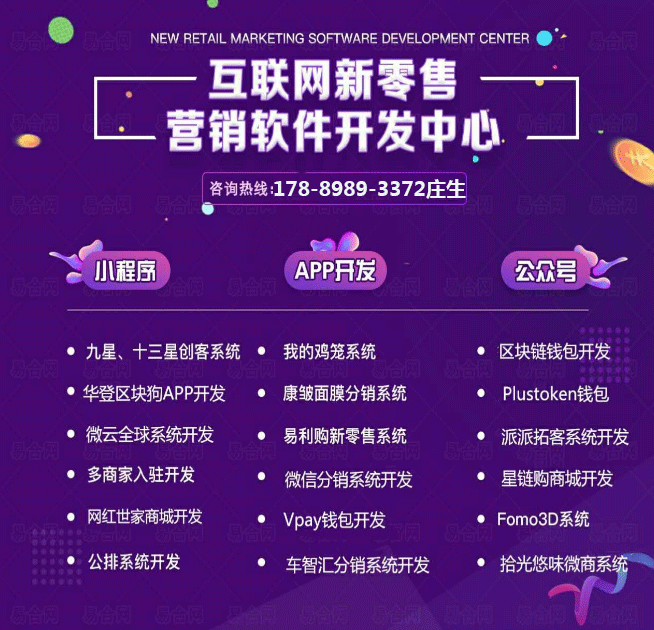 NEW RETAIL MARKETING SOFTWARE DEVELOPMENT CENTER
互联网新零售
营销软件开发中心
咨询热线:178-8989-3372庄生
小程序 APP开发 公众号
九星、十三星创客系统 我的鸡笼系统 区块链钱包开发
华登区块狗APP开发 康皱面膜分销系统 Plustoken钱包
微云全球系统开发 易利购新零售系统 派派拓客系统开发
多商家入驻开发 微信分销系统开发 星链购商城开发
网红世家商城开发 Vpay钱包开发 Fomo3D系统
公排系统开发 车智汇分销系统开发 拾光悠味微商系统